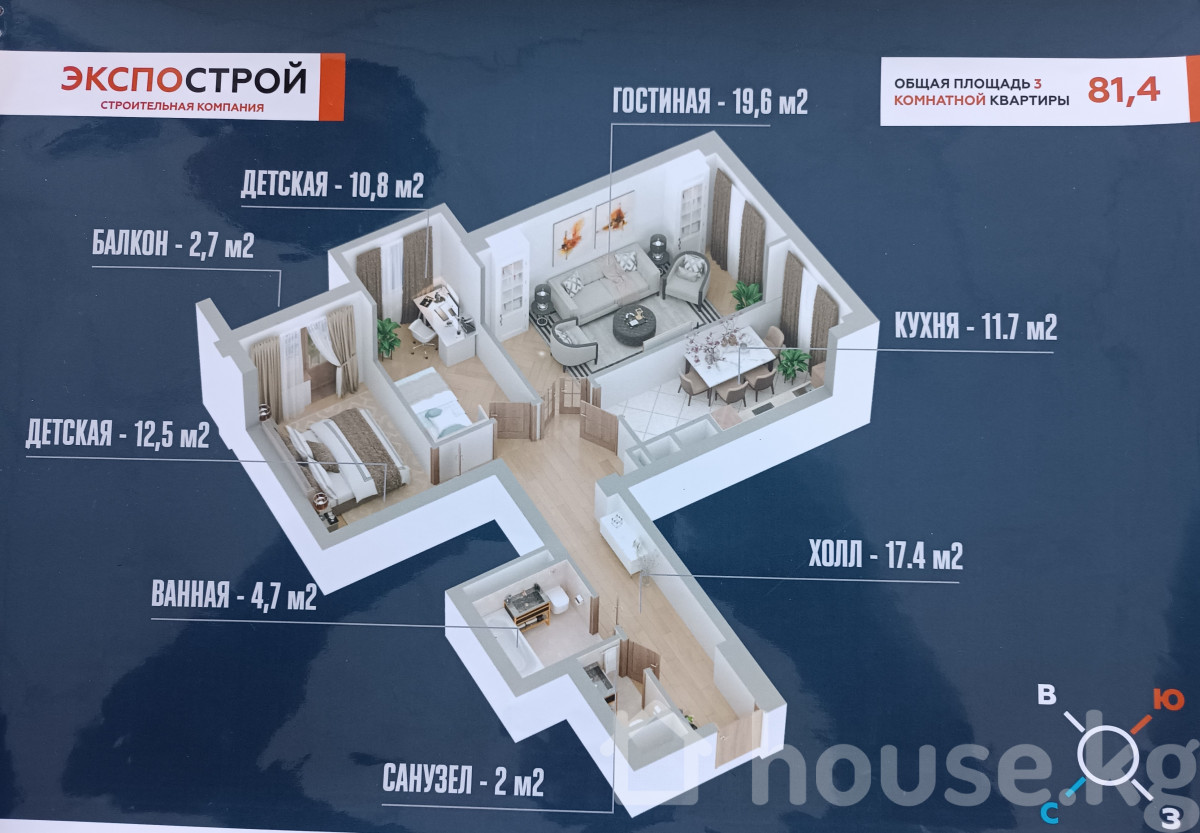 ЭКСПОСТРОЙ
СТРОИТЕЛЬНАЯ КОМПАНИЯ
ОБЩАЯ ПЛОЩАДЬ 3
КОМНАТНОЙ КВАРТИРЫ
81,4
ГОСТИНАЯ - 19,6 м2
ДЕТСКАЯ - 10,8 м2
БАЛКОН - 2,7 м2
КУХНЯ - 11.7 м2
ДЕТСКАЯ - 12,5 м2
ХОЛЛ - 17.4 м2
ВАННАЯ - 4,7 м2
САНУЗЕЛ - 2 м2
В
Ю
С
З
house.kg